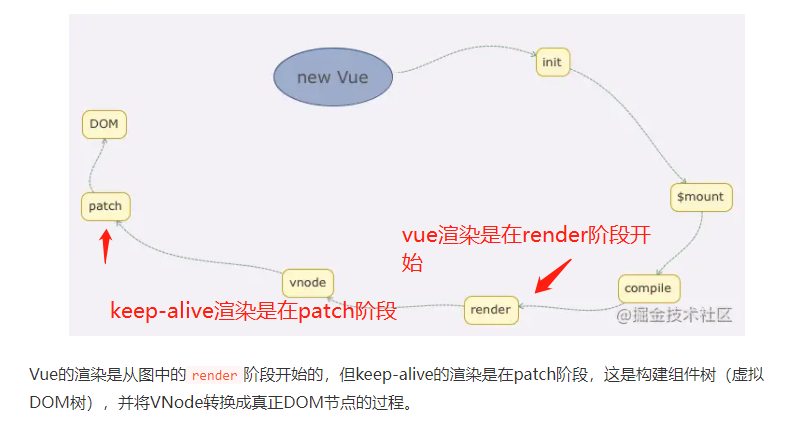 new Vue
init
DOM
$mount
patch
vue渲染是在render阶段开
始
vnode
compile
keep-alive渲染是在patch阶段
render
@掘金技术社区
Vue的渲染是从图中的 render 阶段开始的，但keep-alive的渲染是在patch阶段，这是构建组件树（虚拟
DOM树），并将VNode转换成真正DOM节点的过程。